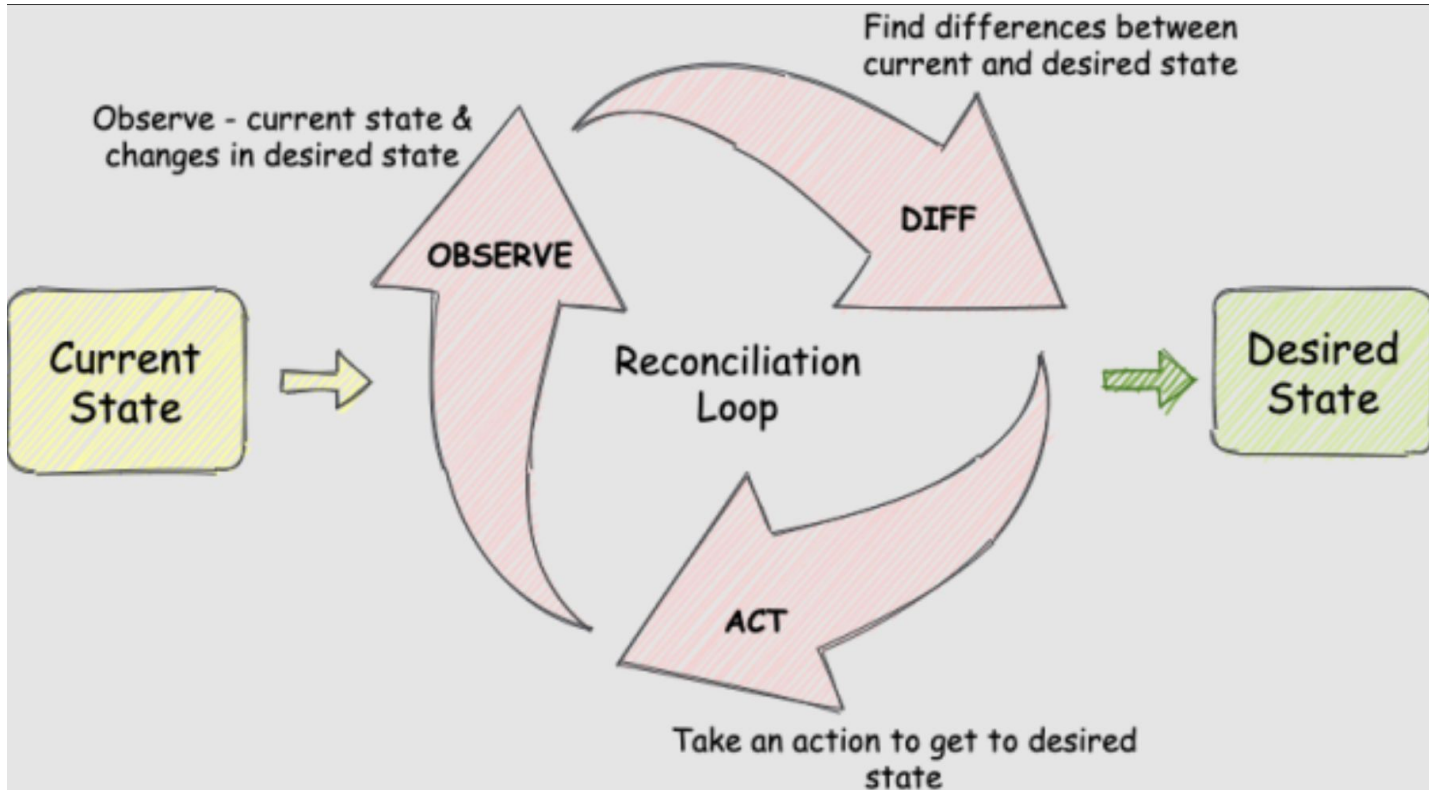 Find differences between
current and desired state
Observe - current state &
changes in desired state
DIFF
OBSERVE
Current
State
Reconciliation
Loop
Desired
State
ACT
Take an action to get to desired
state